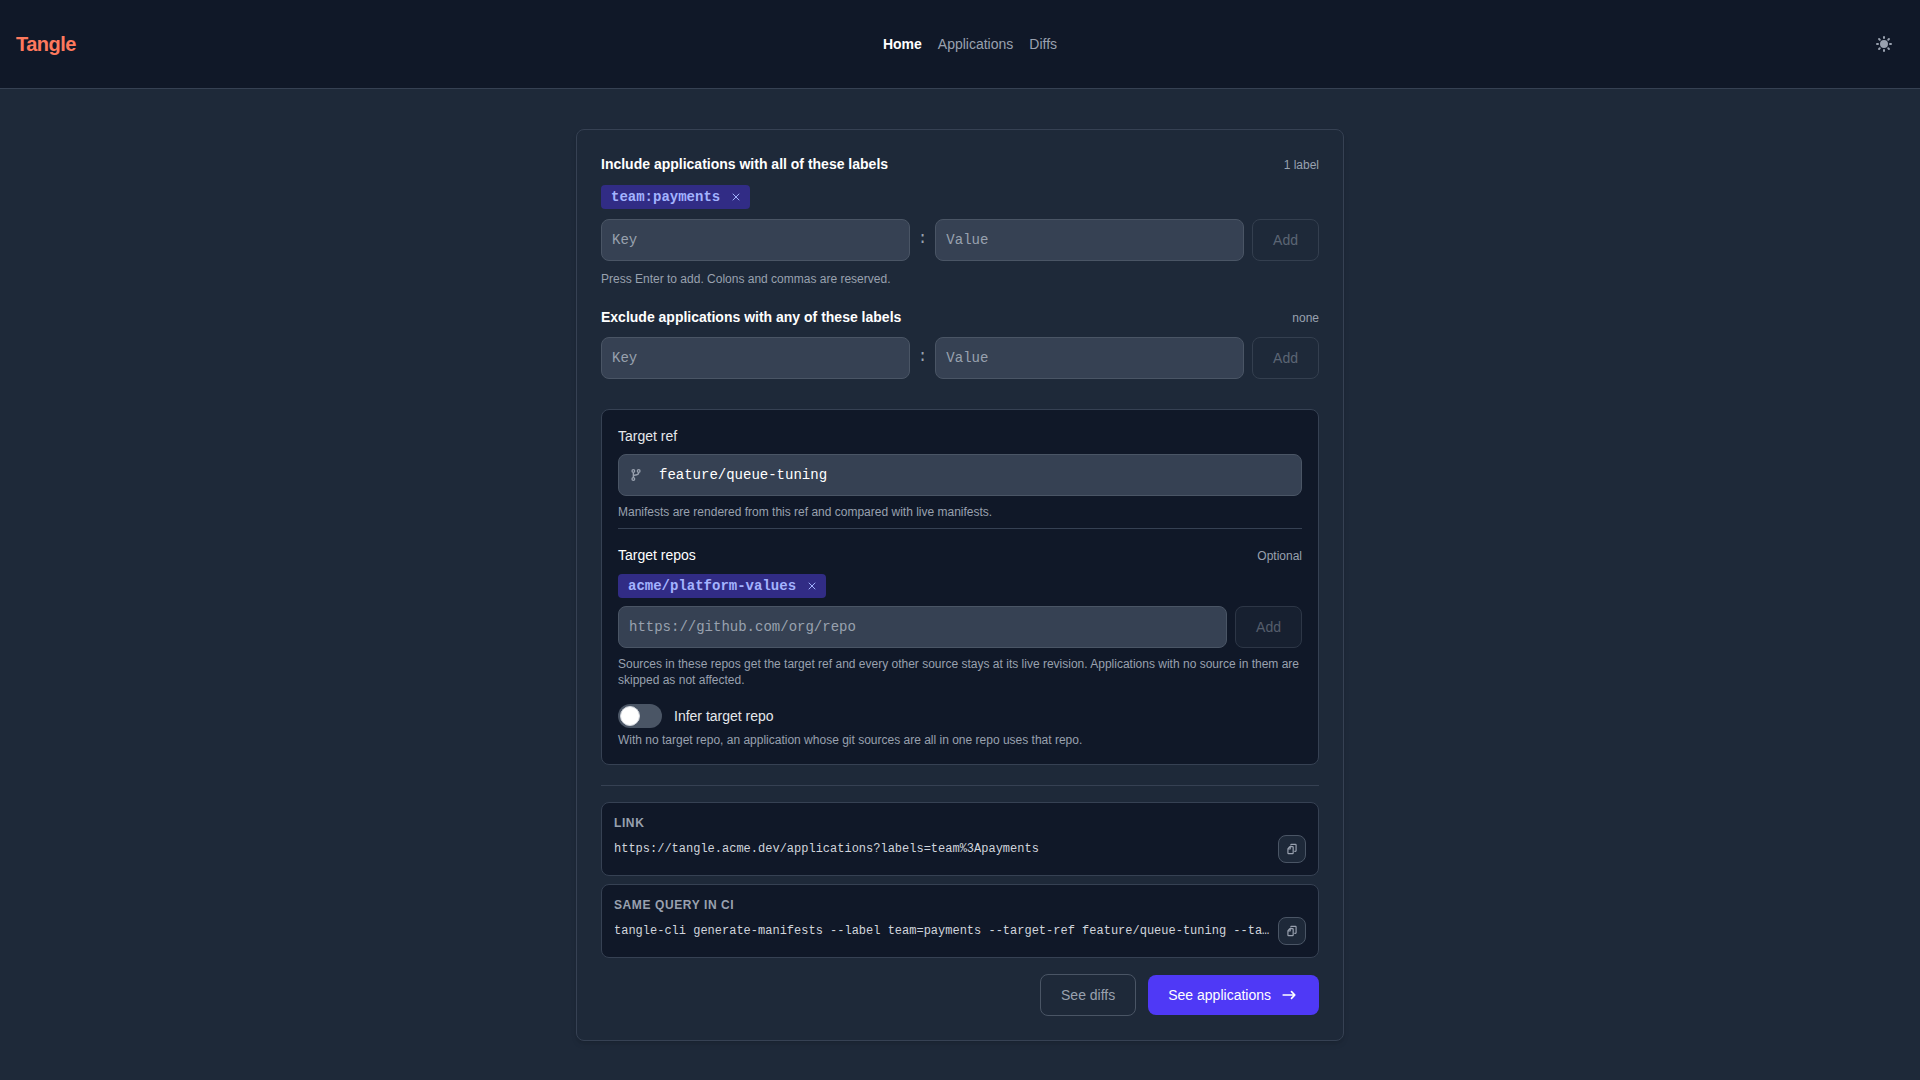 Tangle
Home Applications Diffs
Include applications with all of these labels 1 label
team:payments
Key : Value Add
Press Enter to add. Colons and commas are reserved.
Exclude applications with any of these labels none
Key : Value Add
Target ref
feature/queue-tuning
Manifests are rendered from this ref and compared with live manifests.
Target repos Optional
acme/platform-values
https://github.com/org/repo Add
Sources in these repos get the target ref and every other source stays at its live revision. Applications with no source in them are
skipped as not affected.
Infer target repo
With no target repo, an application whose git sources are all in one repo uses that repo.
LINK
https://tangle.acme.dev/applications?labels=team%3Apayments
SAME QUERY IN CI
tangle-cli generate-manifests --label team=payments --target-ref feature/queue-tuning --ta…
See diffs See applications